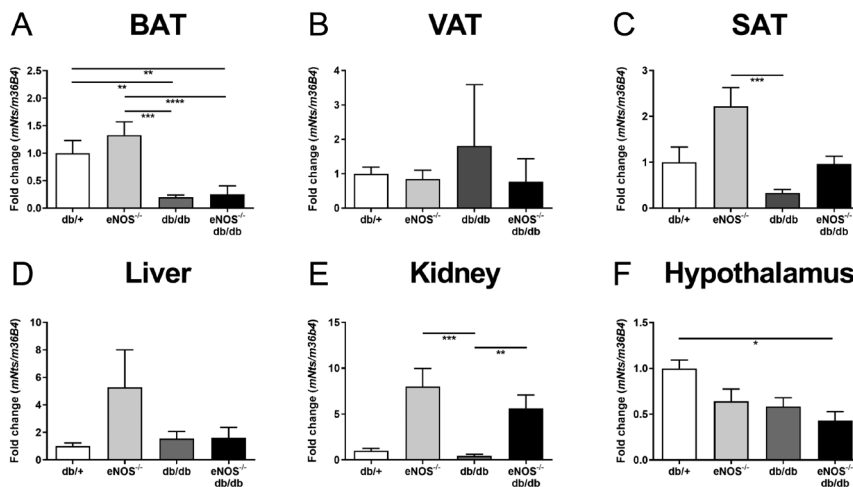 A BAT
Fold change (mNts/m36B4)
2.5
2.0
1.5
1.0
0.5
0.0
**
**
****
***
db/+ eNOS-/- db/db eNOS-/- db/db
B VAT
Fold change (mNts/m36B4)
4
3
2
1
0
db/+ eNOS-/- db/db eNOS-/- db/db
C SAT
Fold change (mNts/m36B4)
3
2
1
0
***
db/+ eNOS-/- db/db eNOS-/- db/db
D Liver
Fold change (mNts/m36B4)
10
8
6
4
2
0
db/+ eNOS-/- db/db eNOS-/- db/db
E Kidney
Fold change (mNts/m36b4)
15
10
5
0
***
**
db/+ eNOS-/- db/db eNOS-/- db/db
F Hypothalamus
Fold change (mNts/m36B4)
1.5
1.0
0.5
0.0
*
db/+ eNOS-/- db/db eNOS-/- db/db